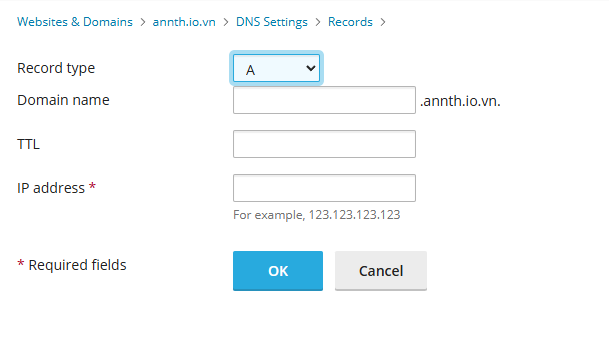 Websites & Domains > annth.io.vn > DNS Settings > Records >
Record type A
Domain name .annth.io.vn.
TTL
IP address *
For example, 123.123.123.123
* Required fields OK Cancel